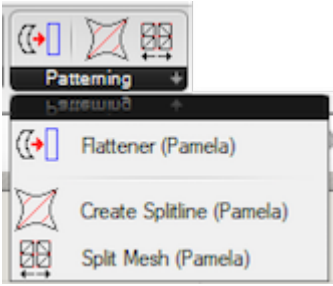 Patterning
Flattener (Pamela)
Create Splitline (Pamela)
Split Mesh (Pamela)